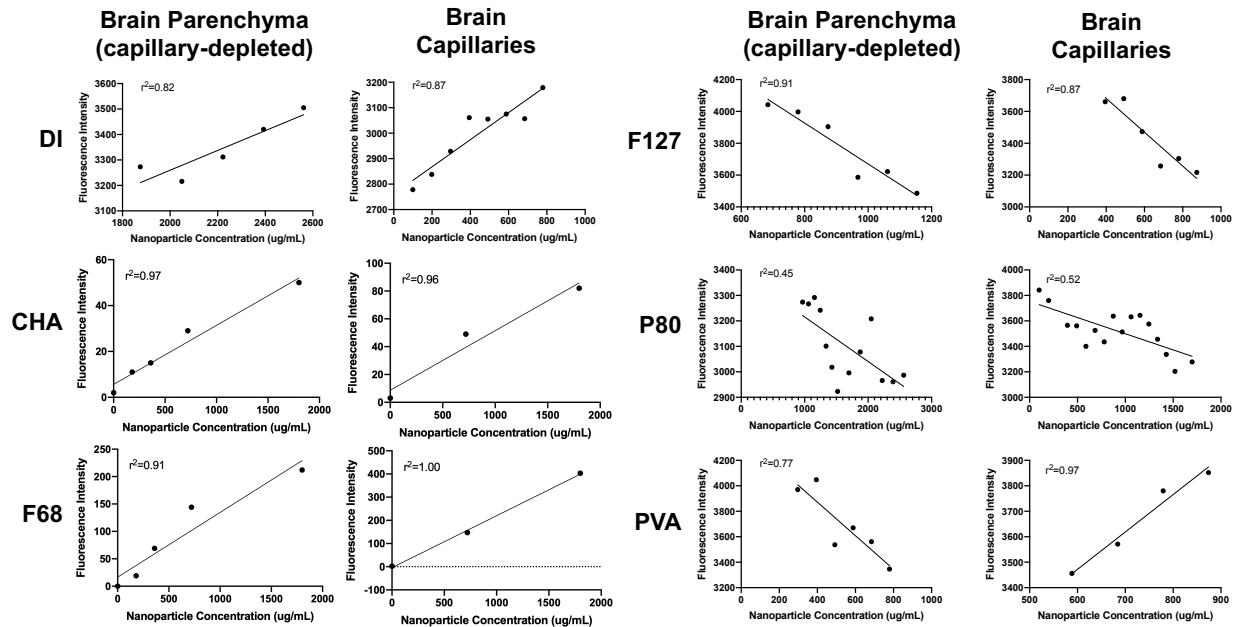 Brain Parenchyma
(capillary-depleted)
Brain
Capillaries
Brain Parenchyma
(capillary-depleted)
Brain
Capillaries
DI
Fluorescence Intensity
3600
3500
3400
3300
3200
3100
r²=0.82
1800
2000
2200
2400
2600
Nanoparticle Concentration (ug/mL)
Fluorescence Intensity
3200
3100
3000
2900
2800
2700
r²=0.87
0
200
400
600
800
1000
Nanoparticle Concentration (ug/mL)
F127
Fluorescence Intensity
4200
4000
3800
3600
3400
r²=0.91
600
800
1000
1200
Nanoparticle Concentration (ug/mL)
Fluorescence Intensity
3800
3600
3400
3200
3000
r²=0.87
0
200
400
600
800
1000
Nanoparticle Concentration (ug/mL)
CHA
Fluorescence Intensity
60
40
20
0
r²=0.97
0
500
1000
1500
2000
Nanoparticle Concentration (ug/mL)
Fluorescence Intensity
100
80
60
40
20
0
r²=0.96
0
500
1000
1500
2000
Nanoparticle Concentration (ug/mL)
P80
Fluorescence Intensity
3400
3300
3200
3100
3000
2900
r²=0.45
0
1000
2000
3000
Nanoparticle Concentration (ug/mL)
Fluorescence Intensity
4000
3800
3600
3400
3200
3000
r²=0.52
0
500
1000
1500
2000
Nanoparticle Concentration (ug/mL)
F68
Fluorescence Intensity
250
200
150
100
50
0
r²=0.91
0
500
1000
1500
2000
Nanoparticle Concentration (ug/mL)
Fluorescence Intensity
500
400
300
200
100
0
-100
r²=1.00
0
500
1000
1500
2000
Nanoparticle Concentration (ug/mL)
PVA
Fluorescence Intensity
4200
4000
3800
3600
3400
3200
r²=0.77
0
200
400
600
800
1000
Nanoparticle Concentration (ug/mL)
Fluorescence Intensity
3900
3800
3700
3600
3500
3400
r²=0.97
500
600
700
800
900
Nanoparticle Concentration (ug/mL)